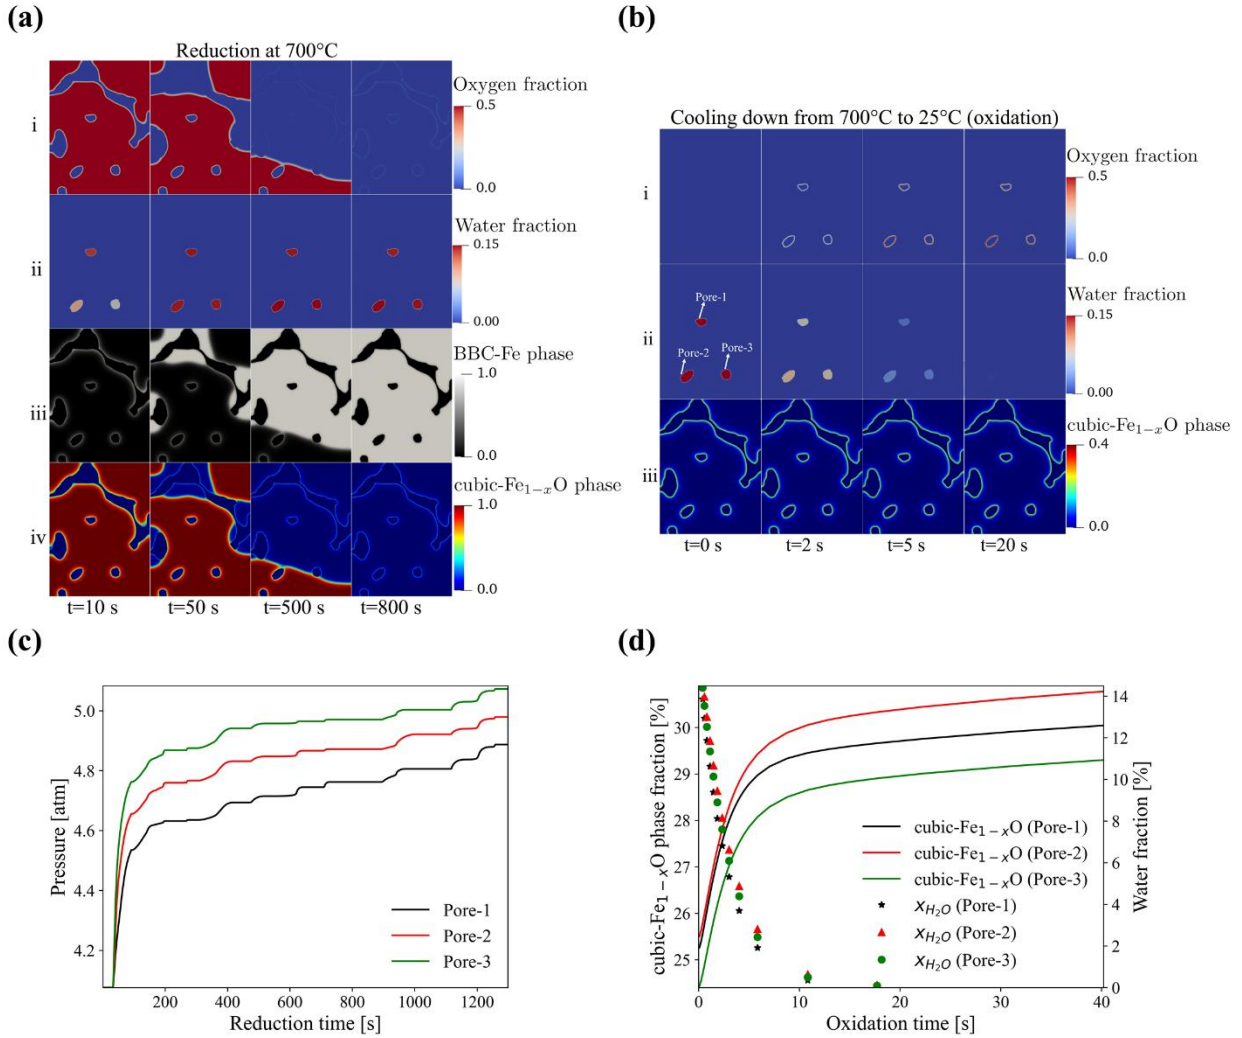 (a)
Reduction at 700°C
i
Oxygen fraction
0.5
0.0
ii
Water fraction
0.15
0.00
iii
BBC-Fe phase
1.0
0.0
iv
cubic-Fe1−xO phase
1.0
0.0
t=10 s t=50 s t=500 s t=800 s
(b)
Cooling down from 700°C to 25°C (oxidation)
i
Oxygen fraction
0.5
0.0
ii
Pore-1
Pore-2
Pore-3
Water fraction
0.15
0.00
iii
cubic-Fe1−xO phase
0.4
0.0
t=0 s t=2 s t=5 s t=20 s
(c)
Pressure [atm]
5.0
4.8
4.6
4.4
4.2
200 400 600 800 1000 1200
Reduction time [s]
Pore-1
Pore-2
Pore-3
(d)
cubic-Fe1−xO phase fraction [%]
30
29
28
27
26
25
0 10 20 30 40
Oxidation time [s]
14
12
10
8
6
4
2
0
Water fraction [%]
cubic-Fe1−xO (Pore-1)
cubic-Fe1−xO (Pore-2)
cubic-Fe1−xO (Pore-3)
xH2O (Pore-1)
xH2O (Pore-2)
xH2O (Pore-3)